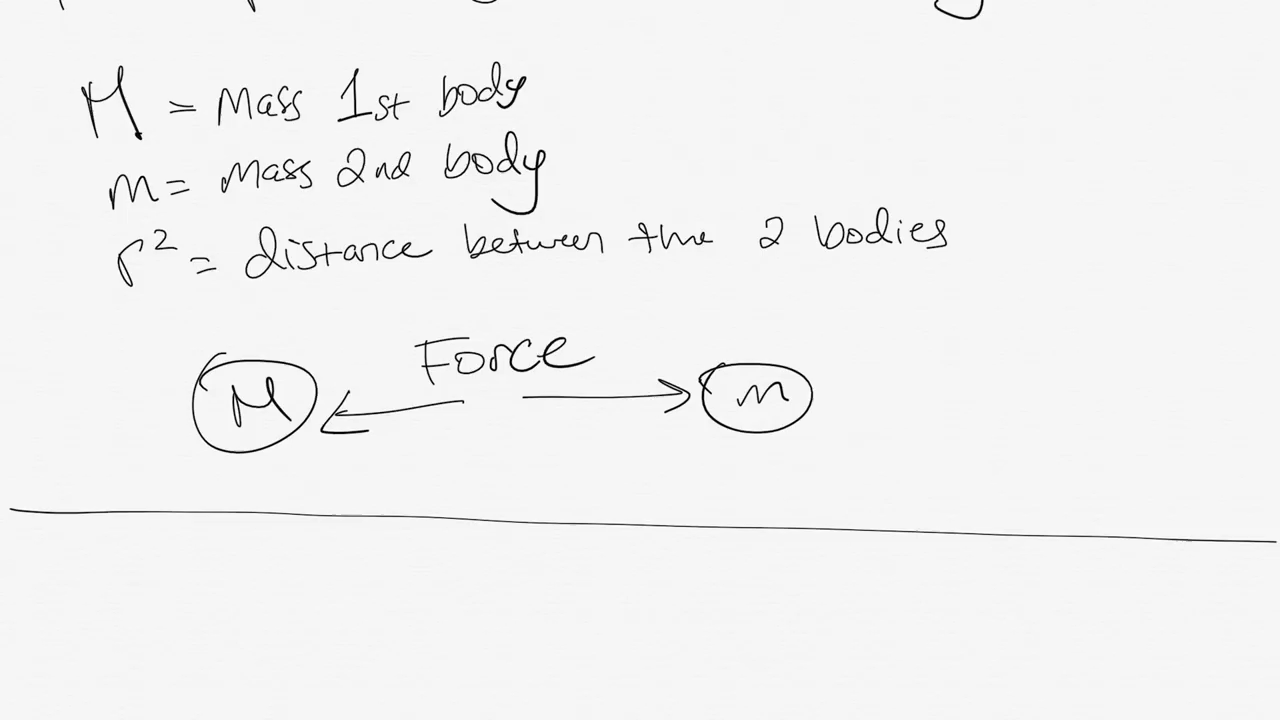 M = Mass 1st body
m = Mass 2nd body
r² = distance between the 2 bodies
Force
M m